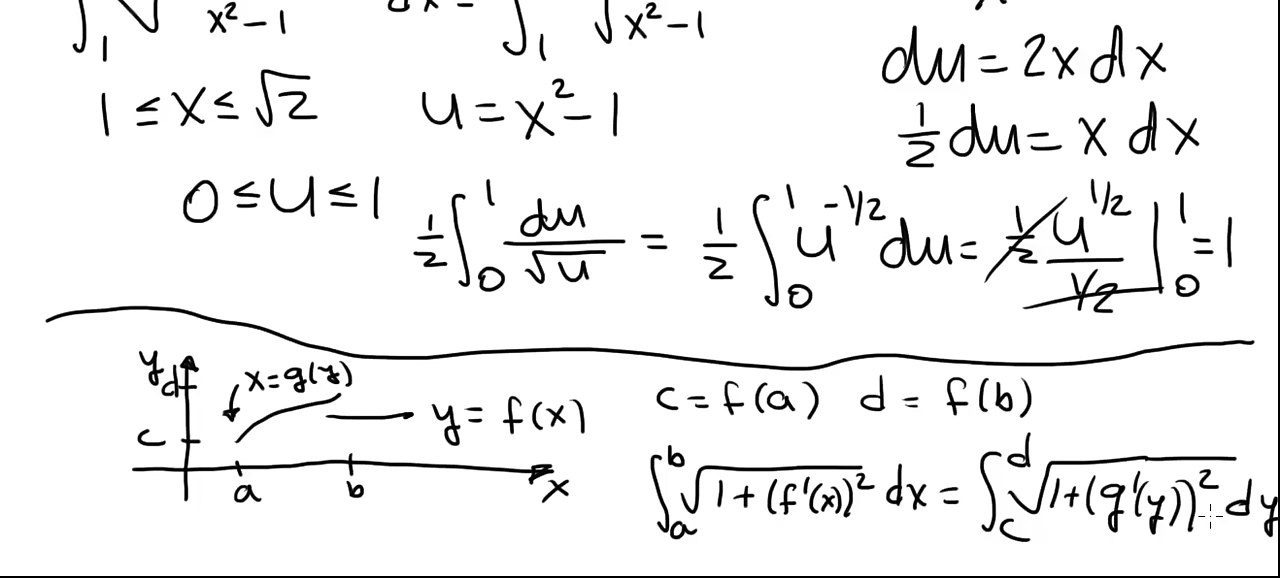 ∫₁ √ x²-1 dx = ∫₁ √x²-1
du = 2x dx
1 ≤ x ≤ √2 u = x²-1
½ du = x dx
0 ≤ u ≤ 1
½ ∫₀¹ du/√u = ½ ∫₀¹ u^(-1/2) du = ½ u^(1/2)/(1/2) |₀¹ = 1
y
d x=g(y)
c y = f(x)
a b x
c = f(a) d = f(b)
∫ₐᵇ √(1+(f'(x))²) dx = ∫_c^d √(1+(g'(y))²) dy